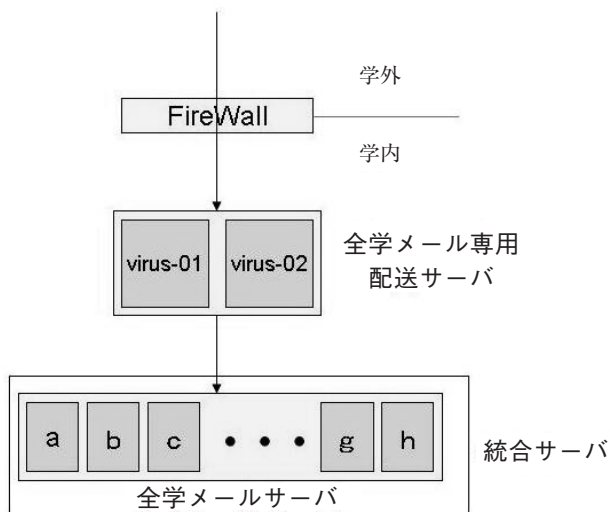 学外
FireWall
学内
virus-01 virus-02
全学メール専用
配送サーバ
a b c • • • g h
統合サーバ
全学メールサーバ